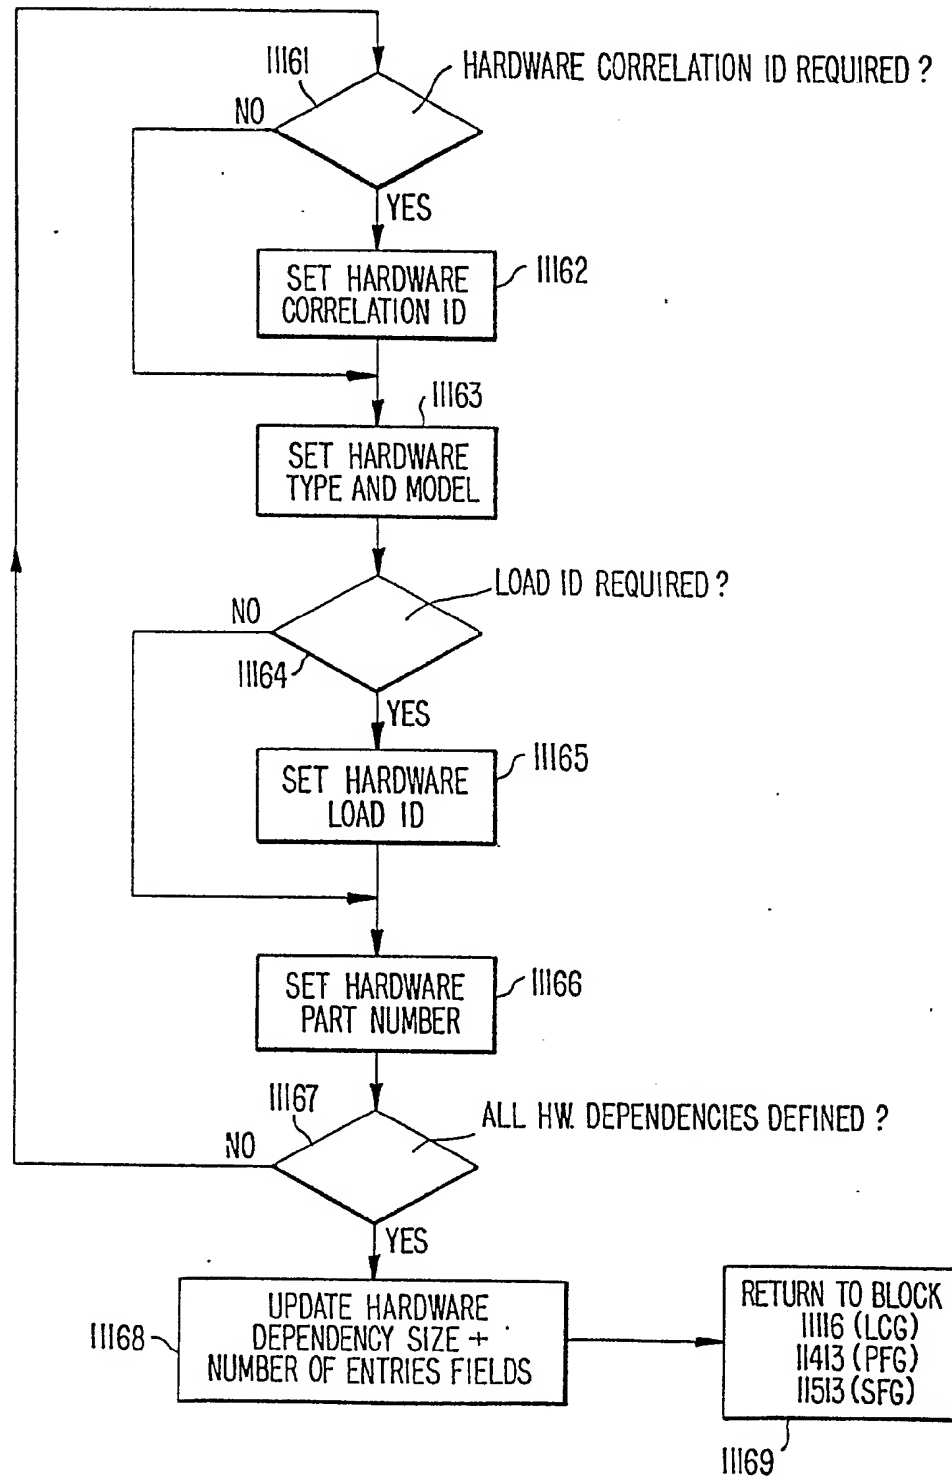 11161
HARDWARE CORRELATION ID REQUIRED ?
NO
YES
SET HARDWARE
CORRELATION ID
11162
11163
SET HARDWARE
TYPE AND MODEL
LOAD ID REQUIRED ?
NO
11164
YES
SET HARDWARE
LOAD ID
11165
SET HARDWARE
PART NUMBER
11166
11167
ALL HW. DEPENDENCIES DEFINED ?
NO
YES
UPDATE HARDWARE
DEPENDENCY SIZE +
NUMBER OF ENTRIES FIELDS
11168
RETURN TO BLOCK
11116 (LCG)
11413 (PFG)
11513 (SFG)
11169